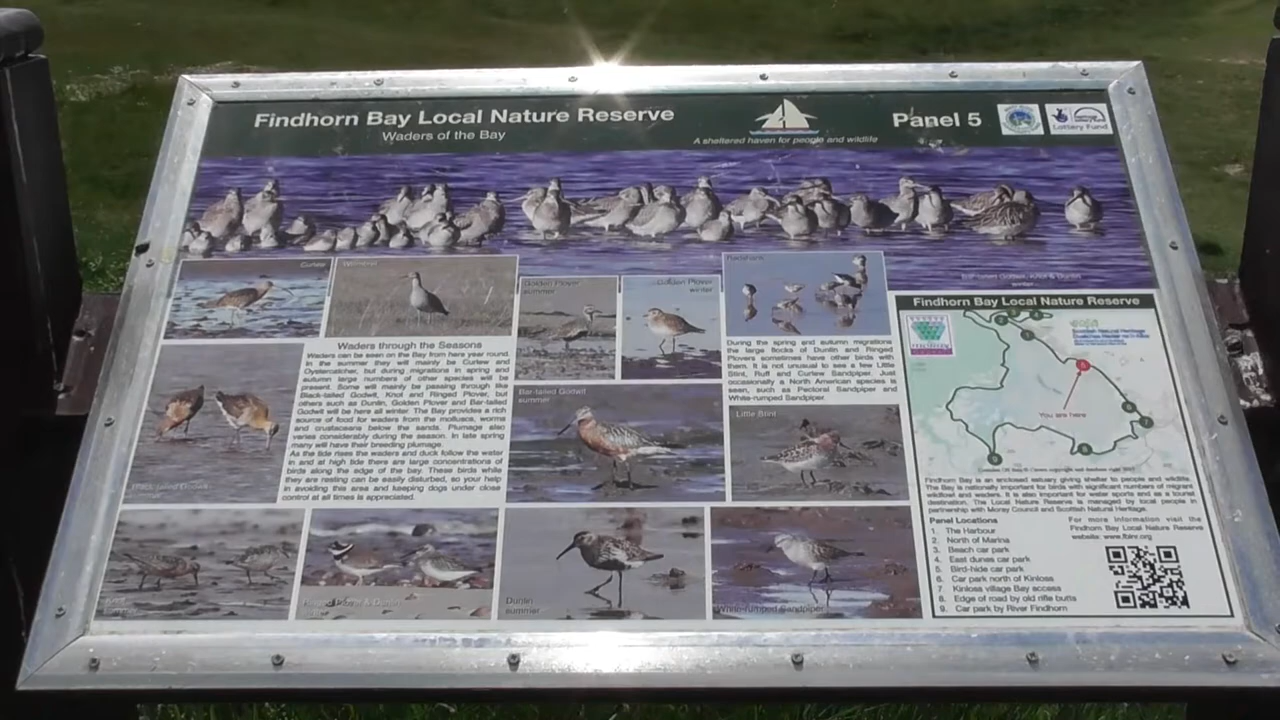 Findhorn Bay Local Nature Reserve
Waders of the Bay
A sheltered haven for people and wildlife
Panel 5
Lottery Fund
Bar-tailed Godwit, Knot & Dunlin
winter
Curlew
Whimbrel
Golden Plover
summer
Golden Plover
winter
Redshank
Waders through the Seasons
Waders can be seen on the Bay from here year round.
In the summer they will mainly be Curlew and
Oystercatcher, but during migrations in spring and
autumn large numbers of other species will be
present. Some will mainly be passing through like
Black-tailed Godwit, Knot and Ringed Plover, but
others such as Dunlin, Golden Plover and Bar-tailed
Godwit will be here all winter. The Bay provides a rich
source of food for waders from the molluscs, worms
and crustaceans below the sands. Plumage also
varies considerably during the season. In late spring
many will have their breeding plumage.
As the tide rises the waders and duck follow the water
in and at high tide there are large concentrations of
birds along the edge of the bay. These birds while
they are resting can be easily disturbed, so your help
in avoiding this area and keeping dogs under close
control at all times is appreciated.
During the spring and autumn migrations
the large flocks of Dunlin and Ringed
Plovers sometimes have other birds with
them. It is not unusual to see a few Little
Stint, Ruff and Curlew Sandpiper. Just
occasionally a North American species is
seen, such as Pectoral Sandpiper and
White-rumped Sandpiper.
Black-tailed Godwit
Bar-tailed Godwit
summer
Little Stint
Knot
summer
Ringed Plover & Dunlin
Dunlin
summer
White-rumped Sandpiper
Findhorn Bay Local Nature Reserve
Scottish Natural Heritage
You are here
Findhorn Bay is an enclosed estuary giving shelter to people and wildlife.
The Bay is nationally important for birds with significant numbers of migrant
wildfowl and waders. It is also important for water sports and as a tourist
destination. The Local Nature Reserve is managed by local people in
partnership with Moray Council and Scottish Natural Heritage.
Panel Locations
1. The Harbour
2. North of Marina
3. Beach car park
4. East dunes car park
5. Bird-hide car park
6. Car park north of Kinloss
7. Kinloss village Bay access
8. Edge of road by old rifle butts
9. Car park by River Findhorn
For more information visit the
Findhorn Bay Local Nature Reserve
website: www.fblnr.org